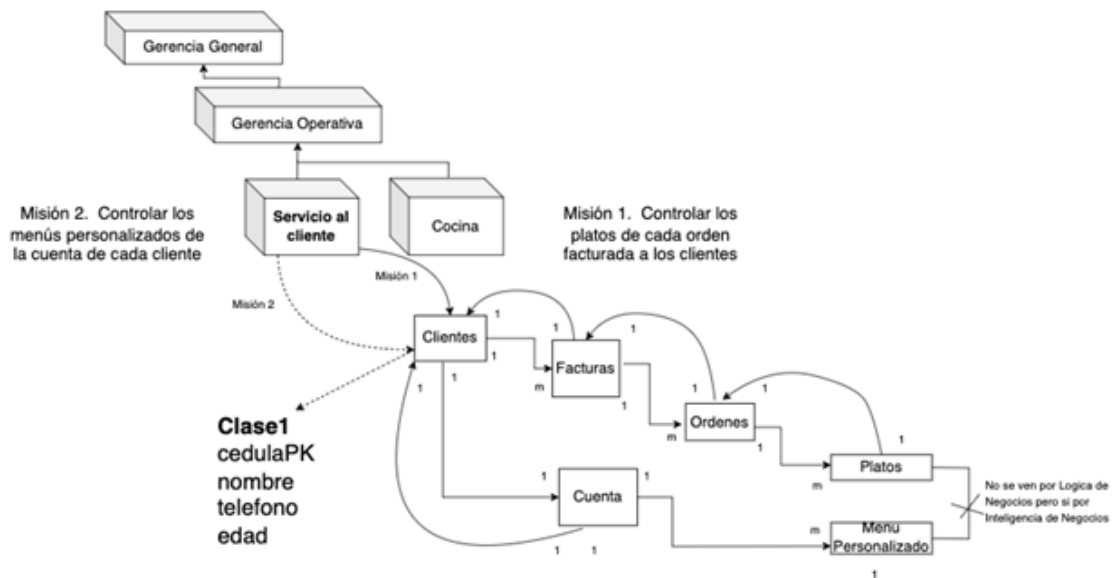 Gerencia General
Gerencia Operativa
Servicio al
cliente
Cocina
Misión 2. Controlar los
menús personalizados de
la cuenta de cada cliente
Misión 1. Controlar los
platos de cada orden
facturada a los clientes
Misión 1
Misión 2
Clientes
1
1
1
1
1
Facturas
m
1
1
1
Ordenes
m
1
1
1
Platos
m
1
Clase1
cedulaPK
nombre
telefono
edad
Cuenta
1
1
1
1
Menu
Personalizado
m
1
No se ven por Logica de
Negocios pero sí por
Inteligencia de Negocios